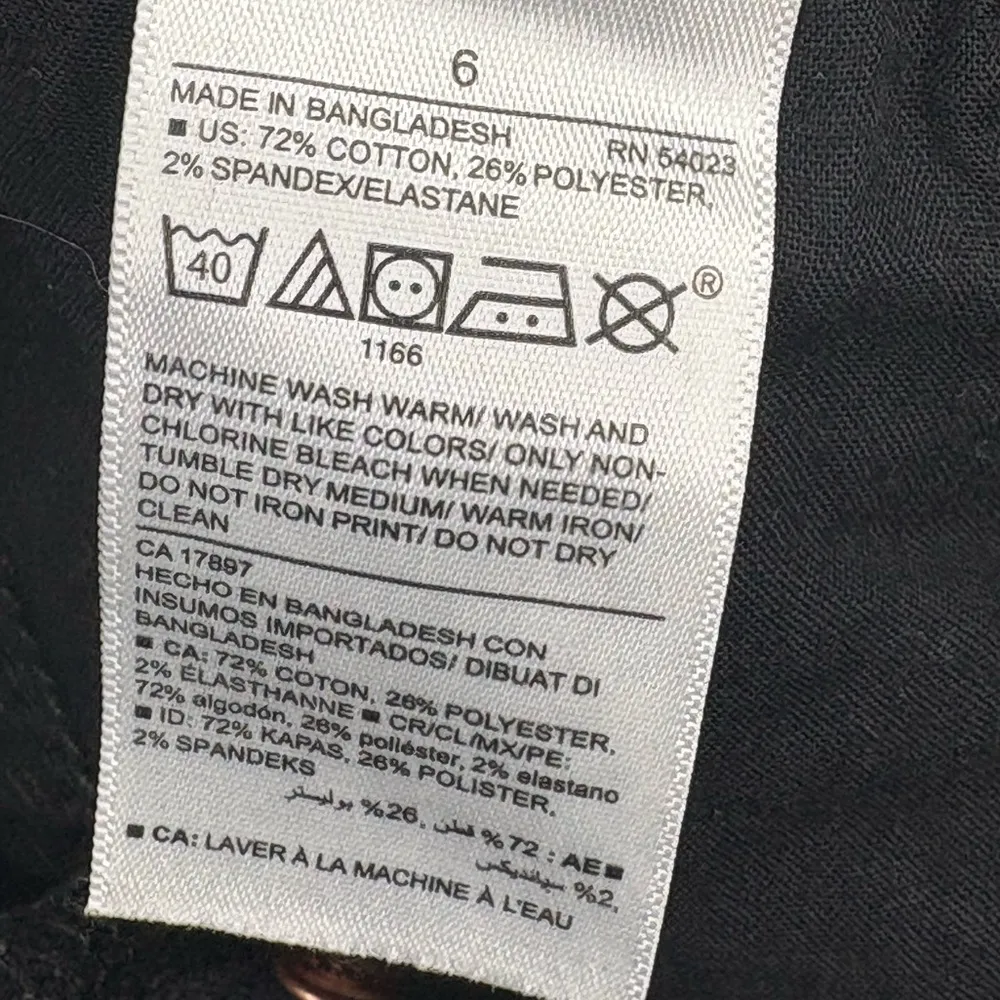 6
MADE IN BANGLADESH RN 54023
■ US: 72% COTTON, 26% POLYESTER,
2% SPANDEX/ELASTANE
40
®
1166
MACHINE WASH WARM/ WASH AND
DRY WITH LIKE COLORS/ ONLY NON-
CHLORINE BLEACH WHEN NEEDED/
TUMBLE DRY MEDIUM/ WARM IRON/
DO NOT IRON PRINT/ DO NOT DRY
CLEAN
CA 17897
HECHO EN BANGLADESH CON
INSUMOS IMPORTADOS/ DIBUAT DI
BANGLADESH
■ CA: 72% COTON, 26% POLYESTER,
2% ÉLASTHANNE ■ CR/CL/MX/PE:
72% algodón, 26% poliéster, 2% elastano
■ ID: 72% KAPAS, 26% POLISTER,
2% SPANDEKS
■AE : 72 % قطن, 26% بوليستر
,2% سباندیکس
■ CA: LAVER À LA MACHINE À L'EAU